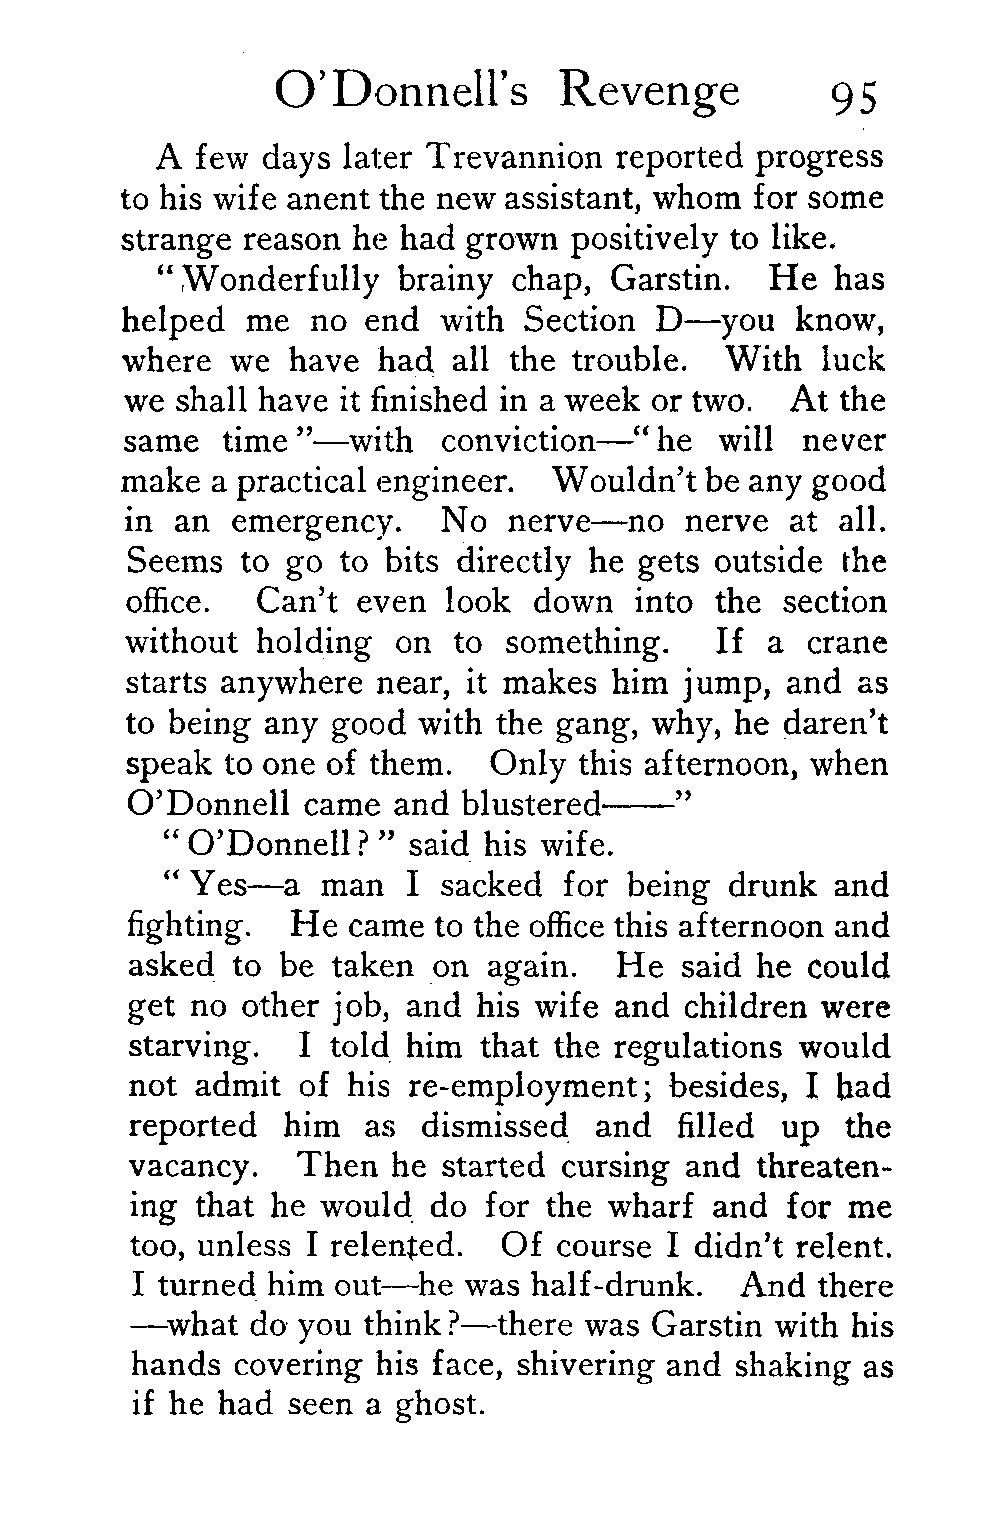 O'Donnell's Revenge 95
A few days later Trevannion reported progress
to his wife anent the new assistant, whom for some
strange reason he had grown positively to like.
“Wonderfully brainy chap, Garstin. He has
helped me no end with Section D—you know,
where we have had all the trouble. With luck
we shall have it finished in a week or two. At the
same time”—with conviction—“he will never
make a practical engineer. Wouldn't be any good
in an emergency. No nerve—no nerve at all.
Seems to go to bits directly he gets outside the
office. Can't even look down into the section
without holding on to something. If a crane
starts anywhere near, it makes him jump, and as
to being any good with the gang, why, he daren't
speak to one of them. Only this afternoon, when
O'Donnell came and blustered——”
“O'Donnell?” said his wife.
“Yes—a man I sacked for being drunk and
fighting. He came to the office this afternoon and
asked to be taken on again. He said he could
get no other job, and his wife and children were
starving. I told him that the regulations would
not admit of his re-employment; besides, I had
reported him as dismissed and filled up the
vacancy. Then he started cursing and threaten-
ing that he would do for the wharf and for me
too, unless I relented. Of course I didn't relent.
I turned him out—he was half-drunk. And there
—what do you think?—there was Garstin with his
hands covering his face, shivering and shaking as
if he had seen a ghost.